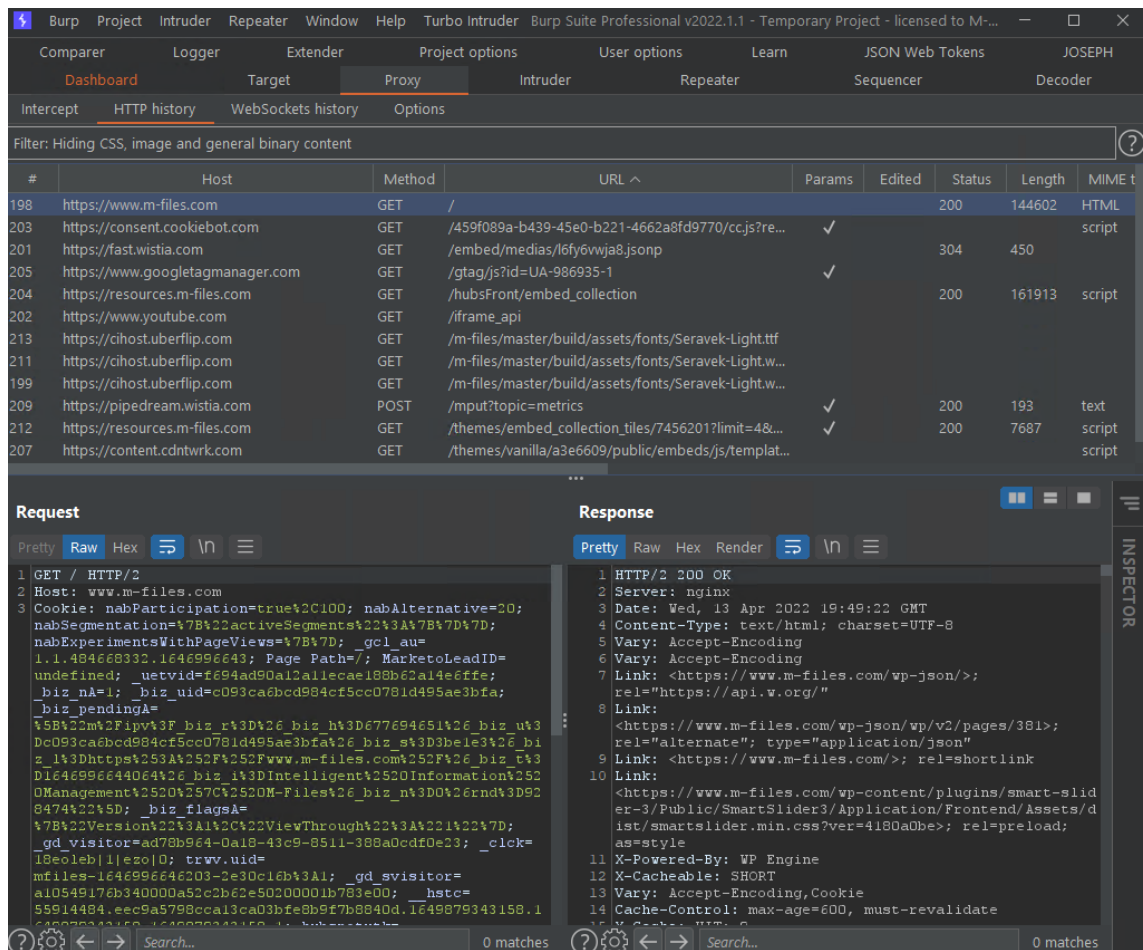 Burp Project Intruder Repeater Window Help Turbo Intruder Burp Suite Professional v2022.1.1 - Temporary Project - licensed to M-...
Comparer Logger Extender Project options User options Learn JSON Web Tokens JOSEPH
Dashboard Target Proxy Intruder Repeater Sequencer Decoder
Intercept HTTP history WebSockets history Options
Filter: Hiding CSS, image and general binary content
# Host Method URL Params Edited Status Length MIME t
198 https://www.m-files.com GET / 200 144602 HTML
203 https://consent.cookiebot.com GET /459f089a-b439-45e0-b221-4662a8fd9770/cc.js?re... ✓ script
201 https://fast.wistia.com GET /embed/medias/l6fy6vwja8.jsonp 304 450
205 https://www.googletagmanager.com GET /gtag/js?id=UA-986935-1 ✓
204 https://resources.m-files.com GET /hubsFront/embed_collection 200 161913 script
202 https://www.youtube.com GET /iframe_api
213 https://cihost.uberflip.com GET /m-files/master/build/assets/fonts/Seravek-Light.ttf
211 https://cihost.uberflip.com GET /m-files/master/build/assets/fonts/Seravek-Light.w...
199 https://cihost.uberflip.com GET /m-files/master/build/assets/fonts/Seravek-Light.w...
209 https://pipedream.wistia.com POST /mput?topic=metrics ✓ 200 193 text
212 https://resources.m-files.com GET /themes/embed_collection_tiles/7456201?limit=4&... ✓ 200 7687 script
207 https://content.cdntwrk.com GET /themes/vanilla/a3e6609/public/embeds/js/templat... script
Request
Pretty Raw Hex \n
1 GET / HTTP/2
2 Host: www.m-files.com
3 Cookie: nabParticipation=true%2C100; nabAlternative=20;
nabSegmentation=%7B%22activeSegments%22%3A%7B%7D%7D;
nabExperimentsWithPageViews=%7B%7D; _gcl_au=
1.1.484668332.1646996643; Page Path=/; MarketoLeadID=
undefined; _uetvid=f694ad90a12a11ecae188b62a14e6ffe;
_biz_nA=1; _biz_uid=c093ca6bcd984cf5cc0781d495ae3bfa;
_biz_pendingA=
%5B%22m%2Fipv%3F_biz_r%3D%26_biz_h%3D677694651%26_biz_u%3
Dc093ca6bcd984cf5cc0781d495ae3bfa%26_biz_s%3D3be1e3%26_bi
z_l%3Dhttps%253A%252F%252Fwww.m-files.com%252F%26_biz_t%3
D1646996644064%26_biz_i%3DIntelligent%2520Information%252
0Management%2520%257C%2520M-Files%26_biz_n%3D0%26rnd%3D92
8474%22%5D; _biz_flagsA=
%7B%22Version%22%3A1%2C%22ViewThrough%22%3A%221%22%7D;
_gd_visitor=ad78b964-0a18-43c9-8511-388a0cdf0e23; _clck=
18eoleb|1|ezo|0; trwv.uid=
mfiles-1646996646203-2e30c16b%3A1; _gd_svisitor=
a10549176b340000a52c2b62e50200001b783e00; __hstc=
55914484.eec9a5798cca13ca03bfe8b9f7b8840d.1649879343158.1
Search... 0 matches
Response
Pretty Raw Hex Render \n
1 HTTP/2 200 OK
2 Server: nginx
3 Date: Wed, 13 Apr 2022 19:49:22 GMT
4 Content-Type: text/html; charset=UTF-8
5 Vary: Accept-Encoding
6 Vary: Accept-Encoding
7 Link: <https://www.m-files.com/wp-json/>;
rel="https://api.w.org/"
8 Link:
<https://www.m-files.com/wp-json/wp/v2/pages/381>;
rel="alternate"; type="application/json"
9 Link: <https://www.m-files.com/>; rel=shortlink
10 Link:
<https://www.m-files.com/wp-content/plugins/smart-slid
er-3/Public/SmartSlider3/Application/Frontend/Assets/d
ist/smartslider.min.css?ver=4180a0be>; rel=preload;
as=style
11 X-Powered-By: WP Engine
12 X-Cacheable: SHORT
13 Vary: Accept-Encoding,Cookie
14 Cache-Control: max-age=600, must-revalidate
Search... 0 matches
INSPECTOR